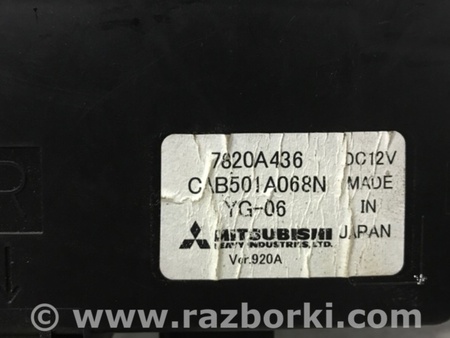 7820A436 DC12V
CAB501A068N MADE
YG-06 IN
MITSUBISHI JAPAN
HEAVY INDUSTRIES, LTD.
Ver.920A
R
© www.razborki.com